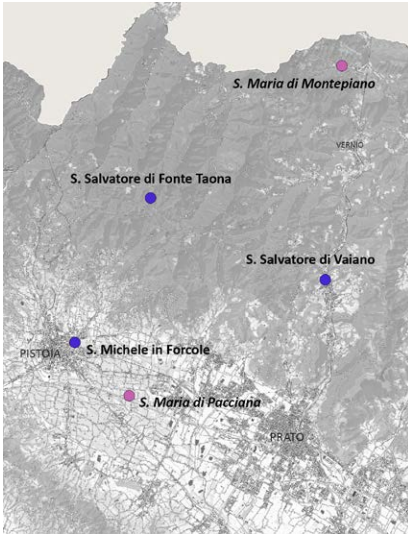 S. Maria di Montepiano
VERNIO
S. Salvatore di Fonte Taona
S. Salvatore di Vaiano
PISTOIA
S. Michele in Forcole
S. Maria di Pacciana
PRATO